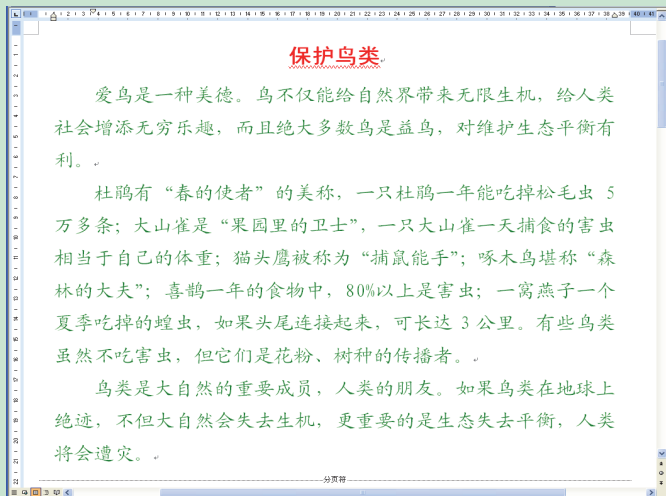 保护鸟类
爱鸟是一种美德。鸟不仅能给自然界带来无限生机，给人类
社会增添无穷乐趣，而且绝大多数鸟是益鸟，对维护生态平衡有
利。
杜鹃有“春的使者”的美称，一只杜鹃一年能吃掉松毛虫 5
万多条；大山雀是“果园里的卫士”，一只大山雀一天捕食的害虫
相当于自己的体重；猫头鹰被称为“捕鼠能手”；啄木鸟堪称“森
林的大夫”；喜鹊一年的食物中，80%以上是害虫；一窝燕子一个
夏季吃掉的蝗虫，如果头尾连接起来，可长达 3 公里。有些鸟类
虽然不吃害虫，但它们是花粉、树种的传播者。
鸟类是大自然的重要成员，人类的朋友。如果鸟类在地球上
绝迹，不但大自然会失去生机，更重要的是生态失去平衡，人类
将会遭灾。
分页符